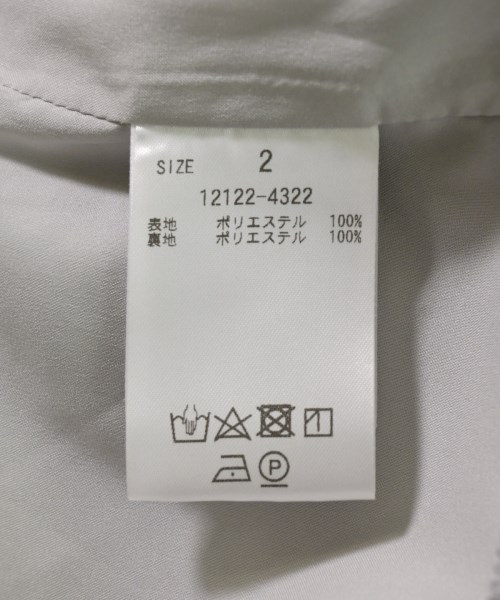 SIZE 2
12122-4322
表地 ポリエステル 100%
裏地 ポリエステル 100%
P